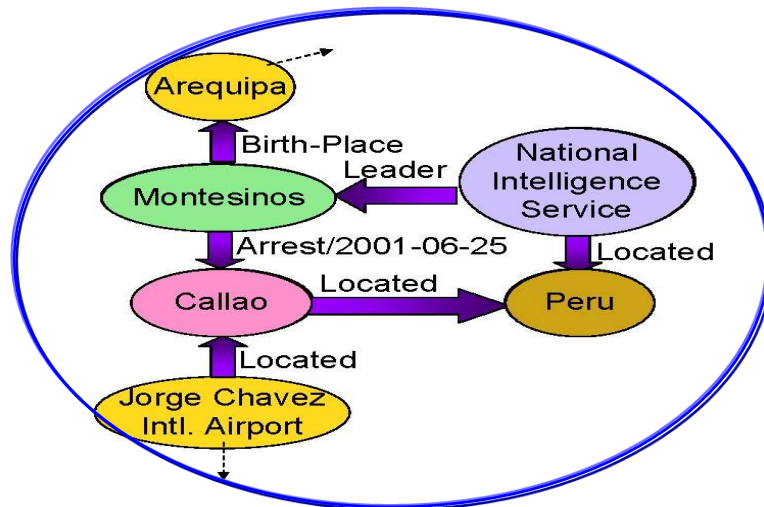 Arequipa
Birth-Place
Leader
National
Intelligence
Service
Montesinos
Arrest/2001-06-25
Located
Located
Callao
Peru
Located
Jorge Chavez
Intl. Airport